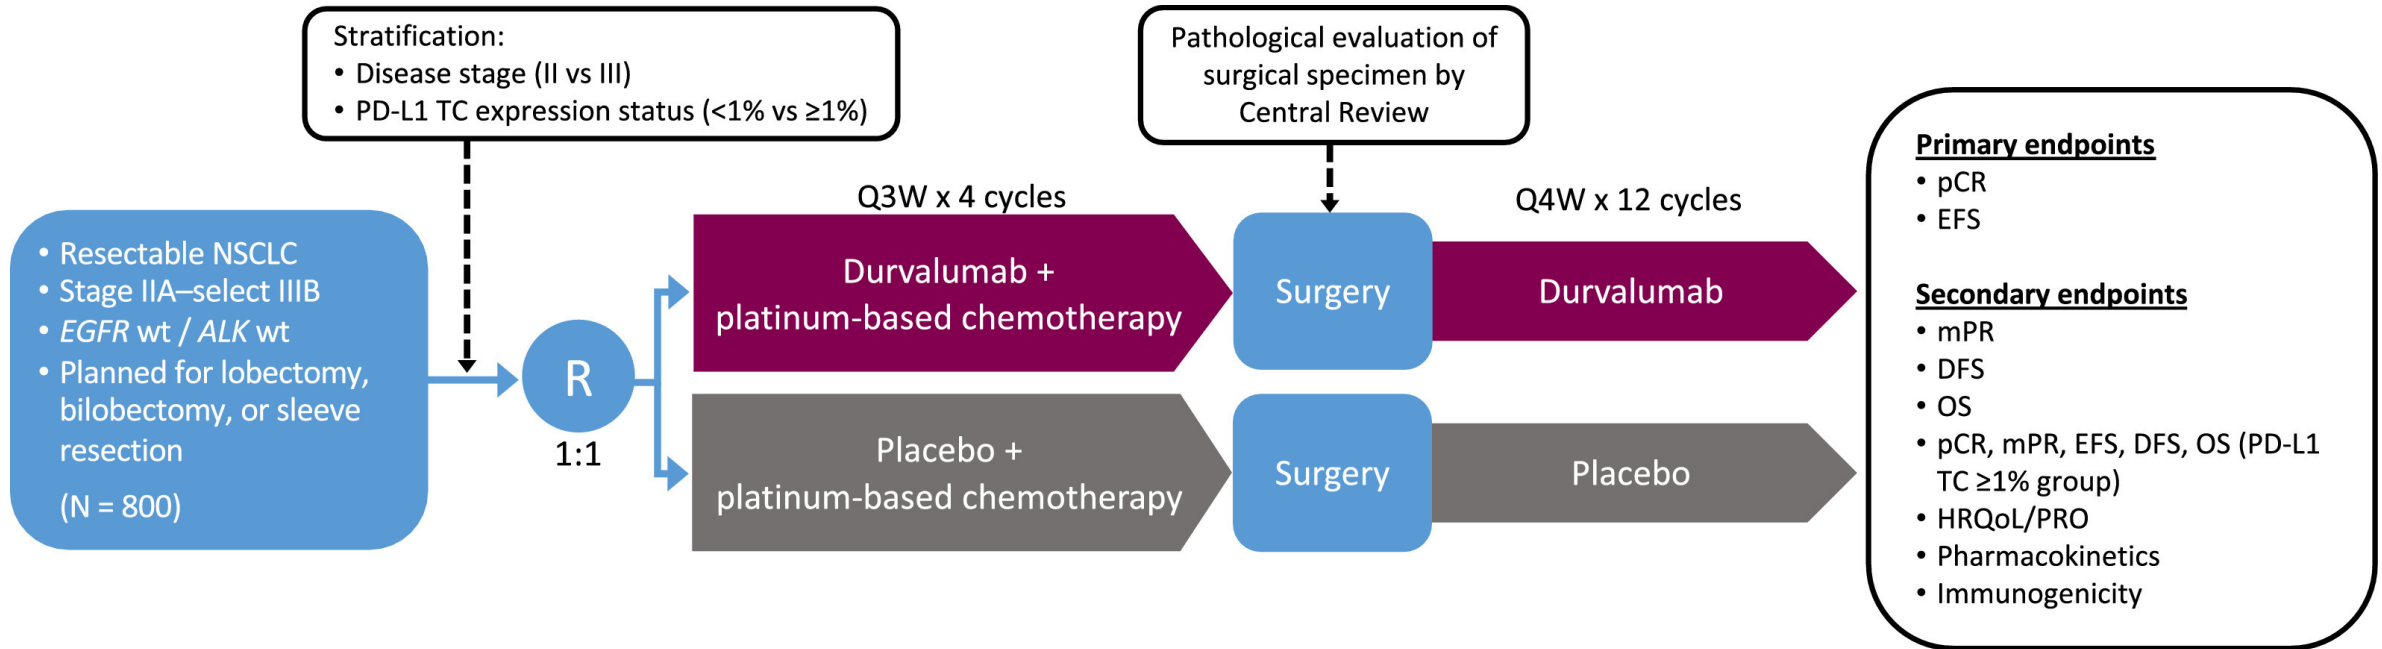 Stratification:
• Disease stage (II vs III)
• PD-L1 TC expression status (<1% vs ≥1%)
Pathological evaluation of
surgical specimen by
Central Review
• Resectable NSCLC
• Stage IIA–select IIIB
• EGFR wt / ALK wt
• Planned for lobectomy,
bilobectomy, or sleeve
resection
(N = 800)
R
1:1
Q3W x 4 cycles
Durvalumab +
platinum-based chemotherapy
Surgery
Q4W x 12 cycles
Durvalumab
Placebo +
platinum-based chemotherapy
Surgery
Placebo
Primary endpoints
• pCR
• EFS
Secondary endpoints
• mPR
• DFS
• OS
• pCR, mPR, EFS, DFS, OS (PD-L1
TC ≥1% group)
• HRQoL/PRO
• Pharmacokinetics
• Immunogenicity